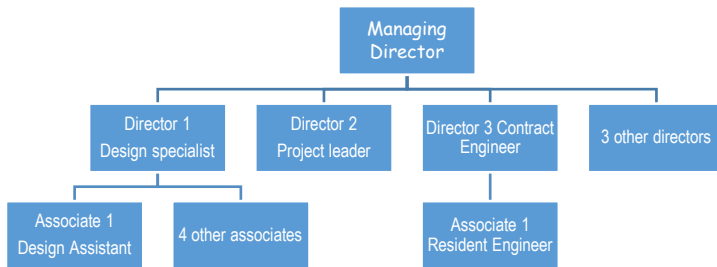 Managing
Director
Director 1
Design specialist
Director 2
Project leader
Director 3 Contract
Engineer
3 other directors
Associate 1
Design Assistant
4 other associates
Associate 1
Resident Engineer